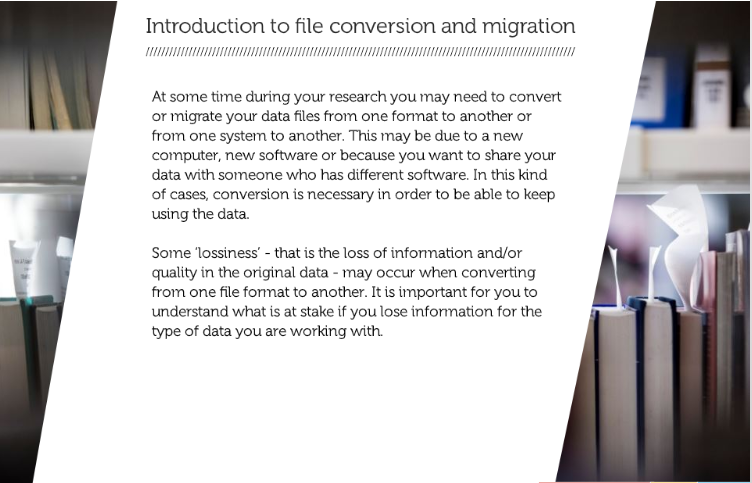 Introduction to file conversion and migration
At some time during your research you may need to convert
or migrate your data files from one format to another or
from one system to another. This may be due to a new
computer, new software or because you want to share your
data with someone who has different software. In this kind
of cases, conversion is necessary in order to be able to keep
using the data.
Some ‘lossiness’ - that is the loss of information and/or
quality in the original data - may occur when converting
from one file format to another. It is important for you to
understand what is at stake if you lose information for the
type of data you are working with.